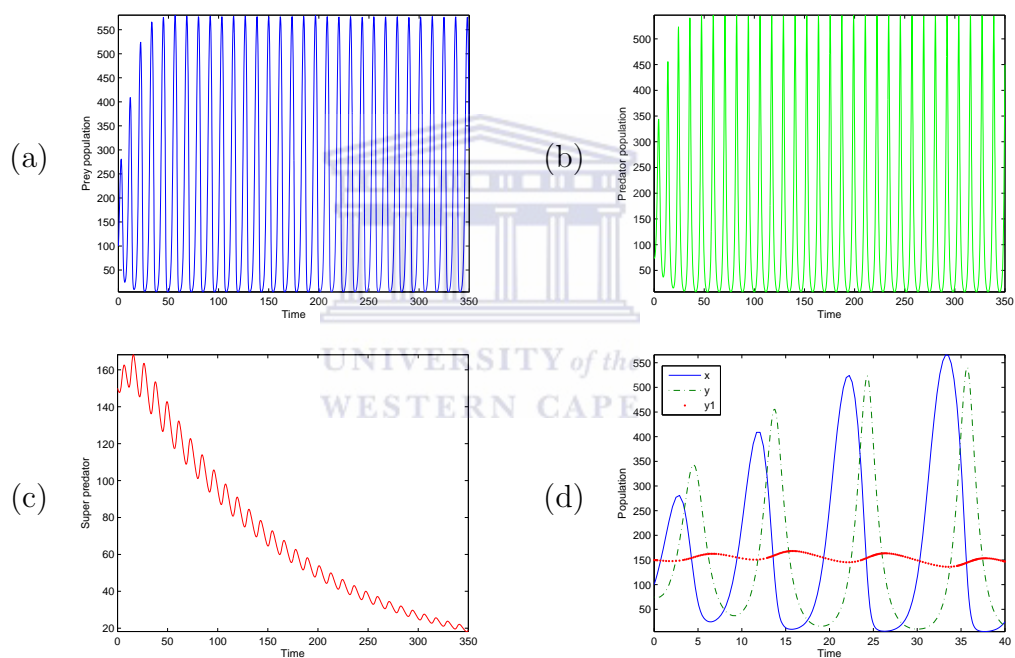 (a)
Prey population
550
500
450
400
350
300
250
200
150
100
50
0 50 100 150 200 250 300 350
Time
(b)
Predator population
500
450
400
350
300
250
200
150
100
50
0 50 100 150 200 250 300 350
Time
UNIVERSITY of the
WESTERN CAPE
(c)
Super predator
160
140
120
100
80
60
40
20
0 50 100 150 200 250 300 350
Time
(d)
Population
550
500
450
400
350
300
250
200
150
100
50
0 5 10 15 20 25 30 35 40
Time
x
y
y1